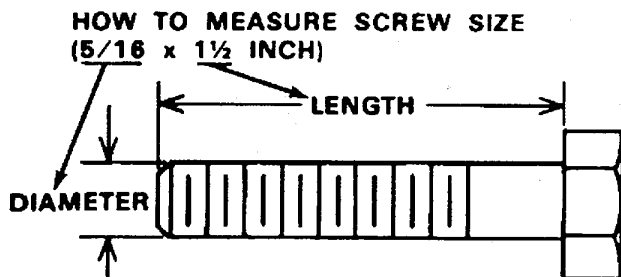 HOW TO MEASURE SCREW SIZE
(5/16 x 1½ INCH)
LENGTH
DIAMETER